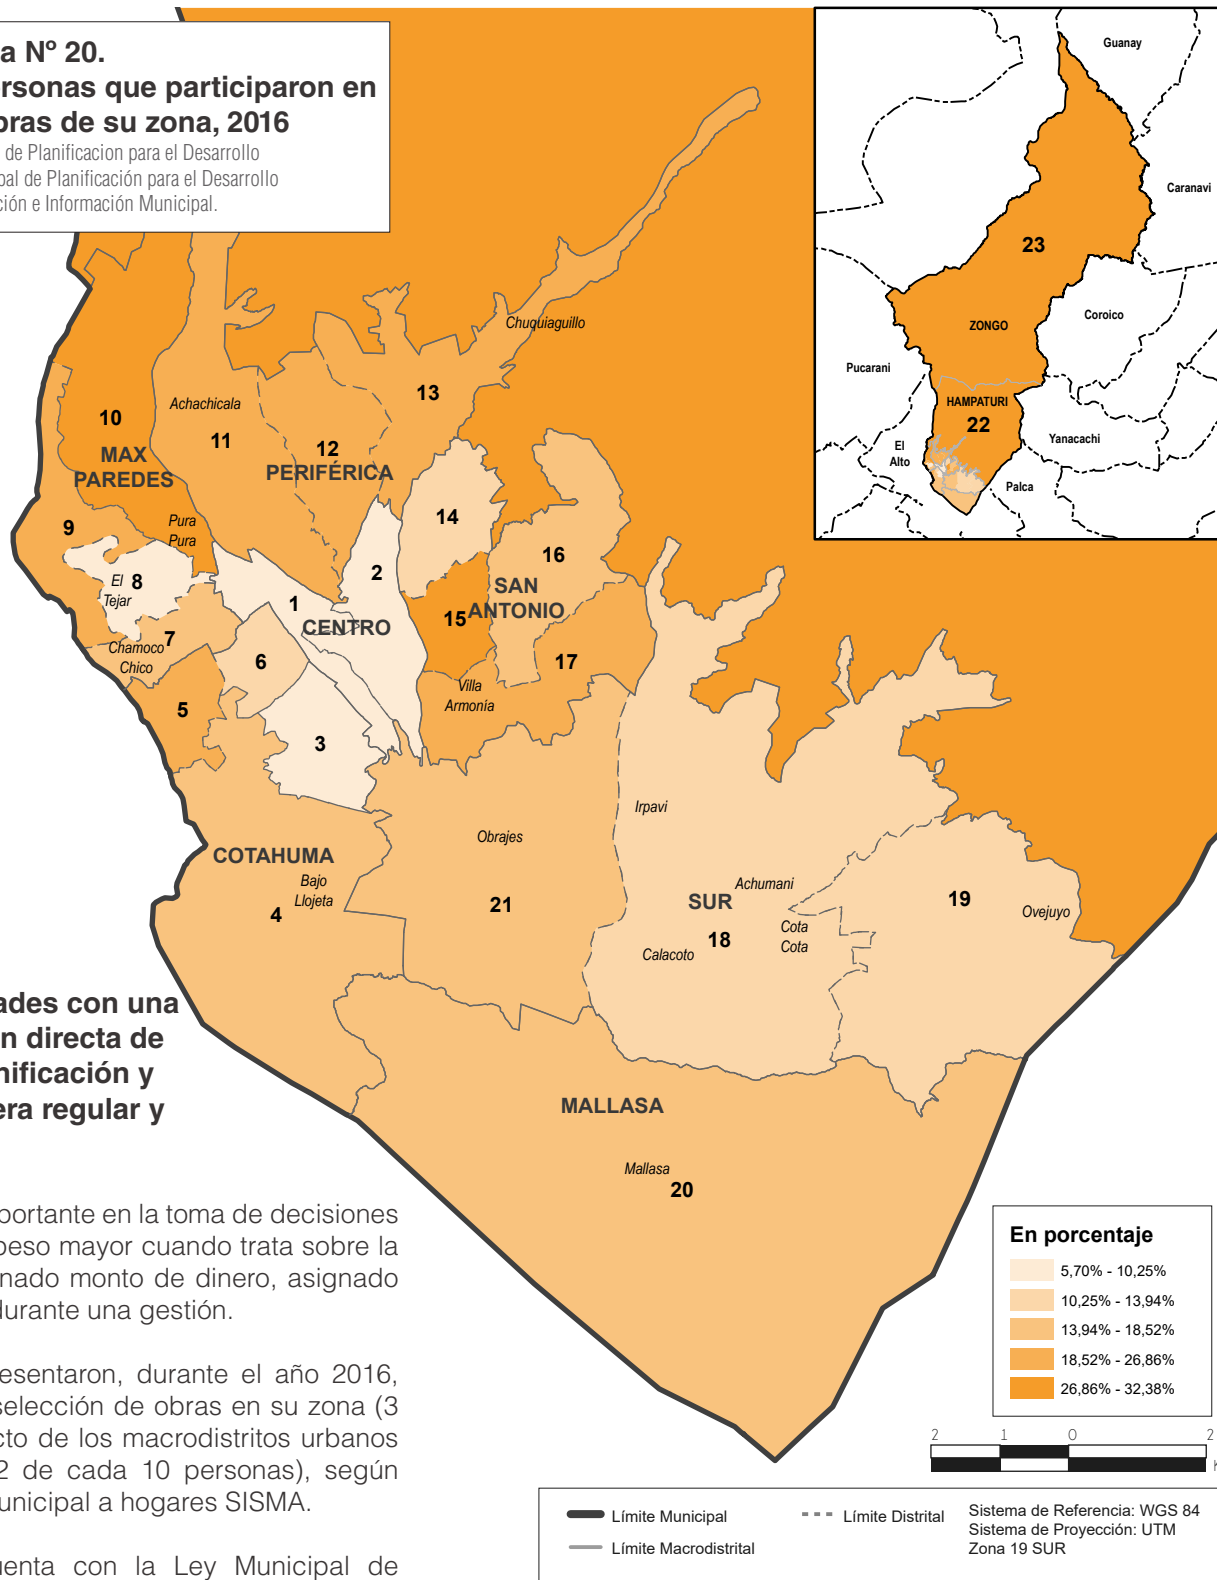 a Nº 20.
rsonas que participaron en
bras de su zona, 2016
de Planificacion para el Desarrollo
pal de Planificación para el Desarrollo
ción e Información Municipal.
Guanay
Caranavi
23
ZONGO
Coroico
Pucarani
HAMPATURI
22
El
Alto
Yanacachi
Palca
Chuquiaguillo
13
10
MAX
PAREDES
Achachicala
11
12
PERIFÉRICA
9
Pura
Pura
14
16
2
El
Tejar
8
SAN
ANTONIO
1
CENTRO
15
7
Chamoco
Chico
6
17
5
Villa
Armonía
3
Irpavi
Obrajes
COTAHUMA
Bajo
Llojeta
4
21
Achumani
SUR
18
Calacoto
Cota
Cota
19
Ovejuyo
dades con una
n directa de
nificación y
era regular y
MALLASA
Mallasa
20
portante en la toma de decisiones
peso mayor cuando trata sobre la
nado monto de dinero, asignado
durante una gestión.
esentaron, durante el año 2016,
selección de obras en su zona (3
cto de los macrodistritos urbanos
2 de cada 10 personas), según
unicipal a hogares SISMA.
uenta con la Ley Municipal de
En porcentaje
5,70% - 10,25%
10,25% - 13,94%
13,94% - 18,52%
18,52% - 26,86%
26,86% - 32,38%
2 1 0 2
K
Límite Municipal
Límite Macrodistrital
Límite Distrital
Sistema de Referencia: WGS 84
Sistema de Proyección: UTM
Zona 19 SUR